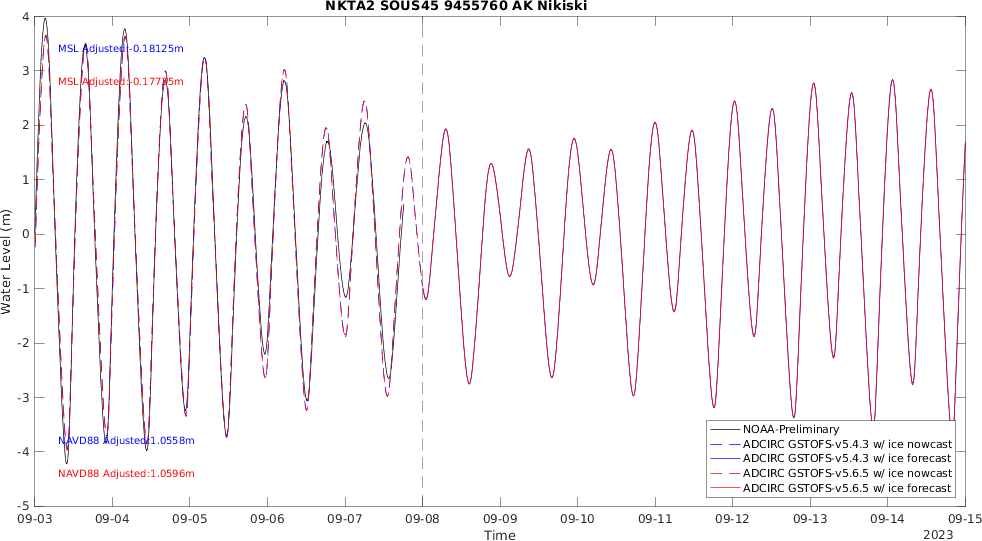 NKTA2 SOUS45 9455760 AK Nikiski
4
3
2
1
0
-1
-2
-3
-4
-5
Water Level (m)
MSL Adjusted:-0.18125m
MSL Adjusted:-0.17725m
NAVD88 Adjusted:1.0558m
NAVD88 Adjusted:1.0596m
NOAA-Preliminary
ADCIRC GSTOFS-v5.4.3 w/ ice nowcast
ADCIRC GSTOFS-v5.4.3 w/ ice forecast
ADCIRC GSTOFS-v5.6.5 w/ ice nowcast
ADCIRC GSTOFS-v5.6.5 w/ ice forecast
09-03 09-04 09-05 09-06 09-07 09-08 09-09 09-10 09-11 09-12 09-13 09-14 09-15
Time
2023